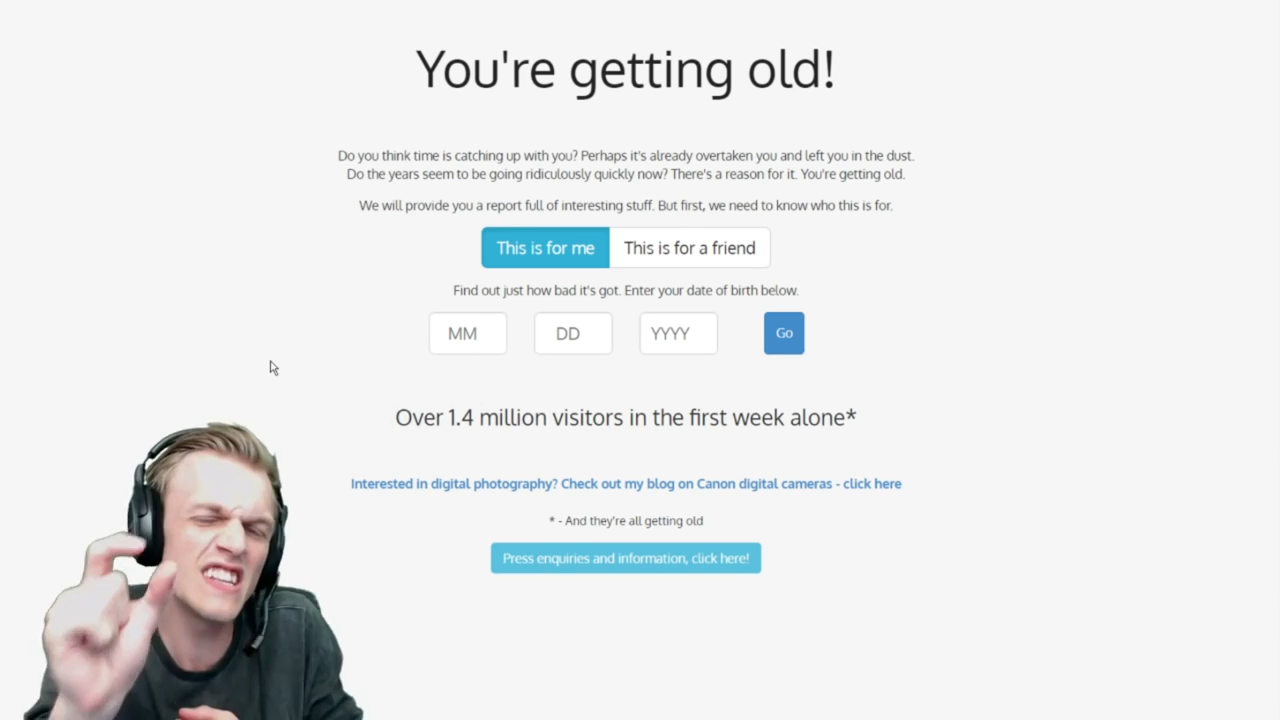 You're getting old!
Do you think time is catching up with you? Perhaps it's already overtaken you and left you in the dust.
Do the years seem to be going ridiculously quickly now? There's a reason for it. You're getting old.
We will provide you a report full of interesting stuff. But first, we need to know who this is for.
This is for me This is for a friend
Find out just how bad it's got. Enter your date of birth below.
MM DD YYYY Go
Over 1.4 million visitors in the first week alone*
Interested in digital photography? Check out my blog on Canon digital cameras - click here
* - And they're all getting old
Press enquiries and information, click here!